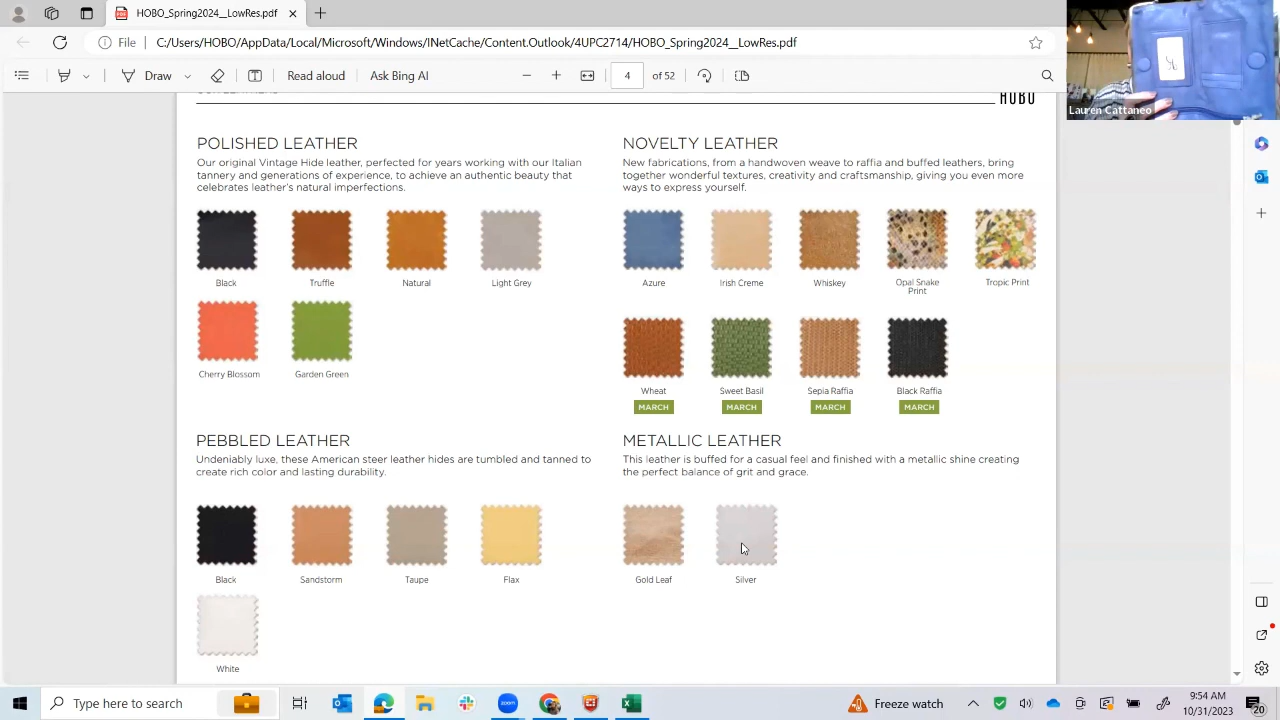 HOBO_Spring2024__LowRes.pdf
File
C:/Users/HOBO/AppData/Local/Microsoft/Windows/INetCache/Content.Outlook/4UPC2714/HOBO_Spring2024__LowRes.pdf
Draw
Read aloud
Ask Bing AI
4
of 52
Lauren Cattaneo
HOBO
POLISHED LEATHER
Our original Vintage Hide leather, perfected for years working with our Italian
tannery and generations of experience, to achieve an authentic beauty that
celebrates leather's natural imperfections.
Black
Truffle
Natural
Light Grey
Cherry Blossom
Garden Green
NOVELTY LEATHER
New fabrications, from a handwoven weave to raffia and buffed leathers, bring
together wonderful textures, creativity and craftsmanship, giving you even more
ways to express yourself.
Azure
Irish Creme
Whiskey
Opal Snake
Print
Tropic Print
Wheat
Sweet Basil
Sepia Raffia
Black Raffia
MARCH
MARCH
MARCH
MARCH
PEBBLED LEATHER
Undeniably luxe, these American steer leather hides are tumbled and tanned to
create rich color and lasting durability.
Black
Sandstorm
Taupe
Flax
White
METALLIC LEATHER
This leather is buffed for a casual feel and finished with a metallic shine creating
the perfect balance of grit and grace.
Gold Leaf
Silver
Type here to search
zoom
Freeze watch
9:54 AM
10/31/2023
20